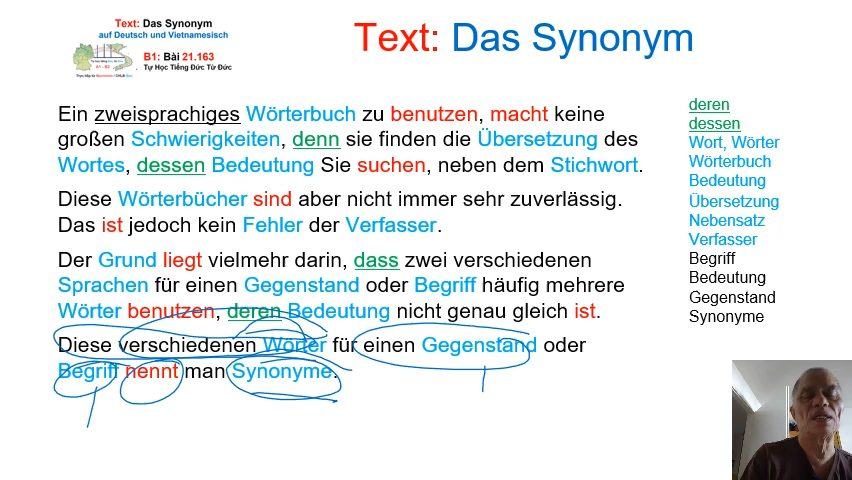 Text: Das Synonym
auf Deutsch und Vietnamesisch
B1: Bài 21.163
Tự Học Tiếng Đức Từ Đức
Text: Das Synonym
Ein zweisprachiges Wörterbuch zu benutzen, macht keine
großen Schwierigkeiten, denn sie finden die Übersetzung des
Wortes, dessen Bedeutung Sie suchen, neben dem Stichwort.
Diese Wörterbücher sind aber nicht immer sehr zuverlässig.
Das ist jedoch kein Fehler der Verfasser.
Der Grund liegt vielmehr darin, dass zwei verschiedenen
Sprachen für einen Gegenstand oder Begriff häufig mehrere
Wörter benutzen, deren Bedeutung nicht genau gleich ist.
Diese verschiedenen Wörter für einen Gegenstand oder
Begriff nennt man Synonyme.
deren
dessen
Wort, Wörter
Wörterbuch
Bedeutung
Übersetzung
Nebensatz
Verfasser
Begriff
Bedeutung
Gegenstand
Synonyme